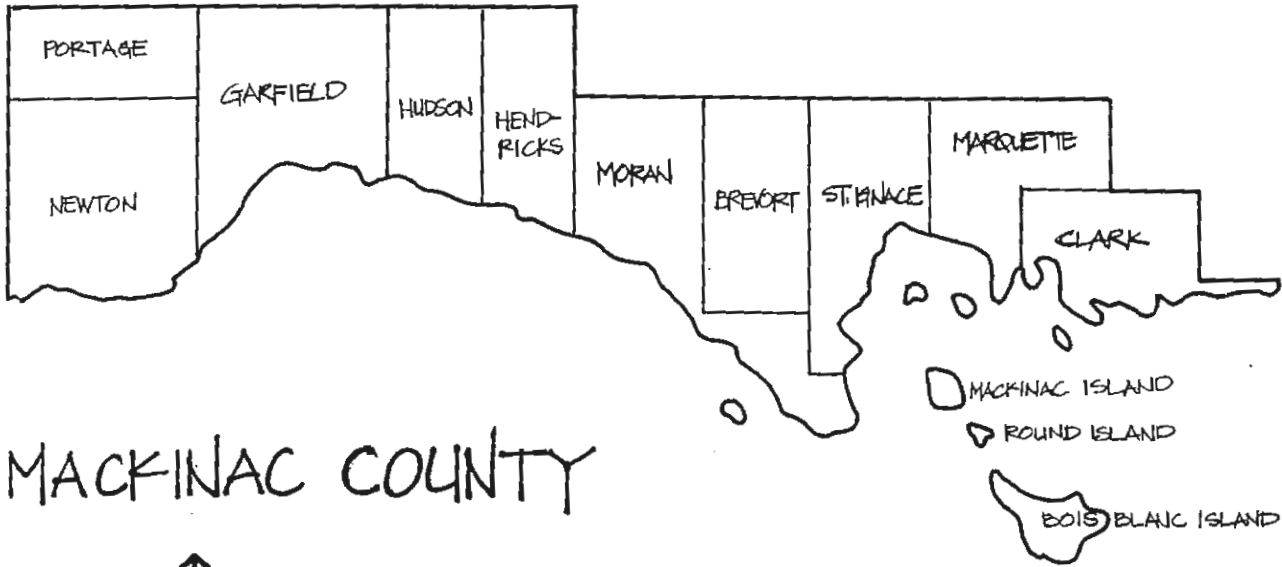 PORTAGE
GARFIELD
HUDSON
HEND-
RICKS
NEWTON
MORAN
BREVORT
ST. IGNACE
MARQUETTE
CLARK
MACKINAC ISLAND
ROUND ISLAND
BOIS BLANC ISLAND
MACKINAC COUNTY